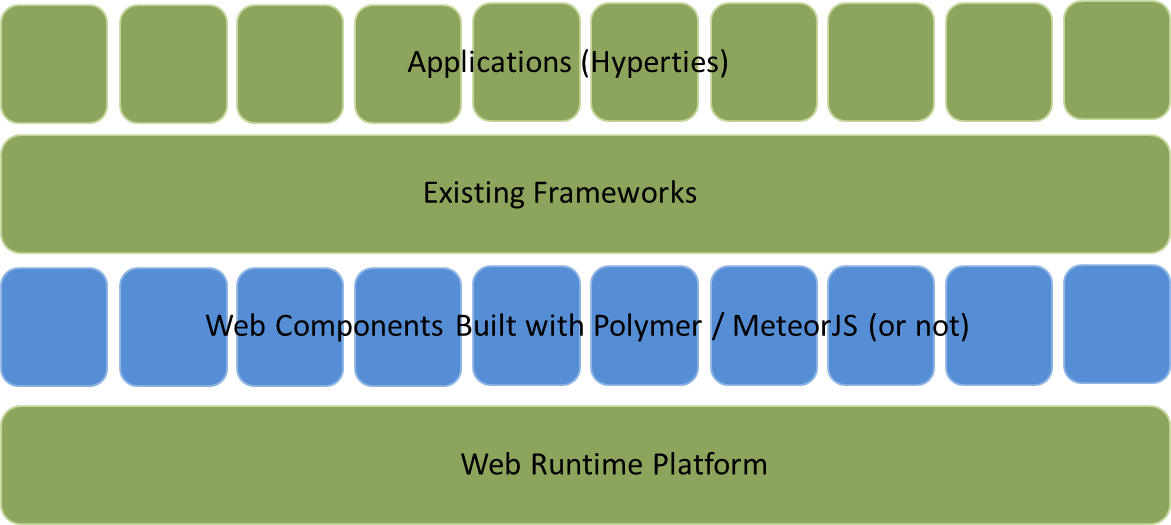 Applications (Hyperties)
Existing Frameworks
Web Components Built with Polymer / MeteorJS (or not)
Web Runtime Platform